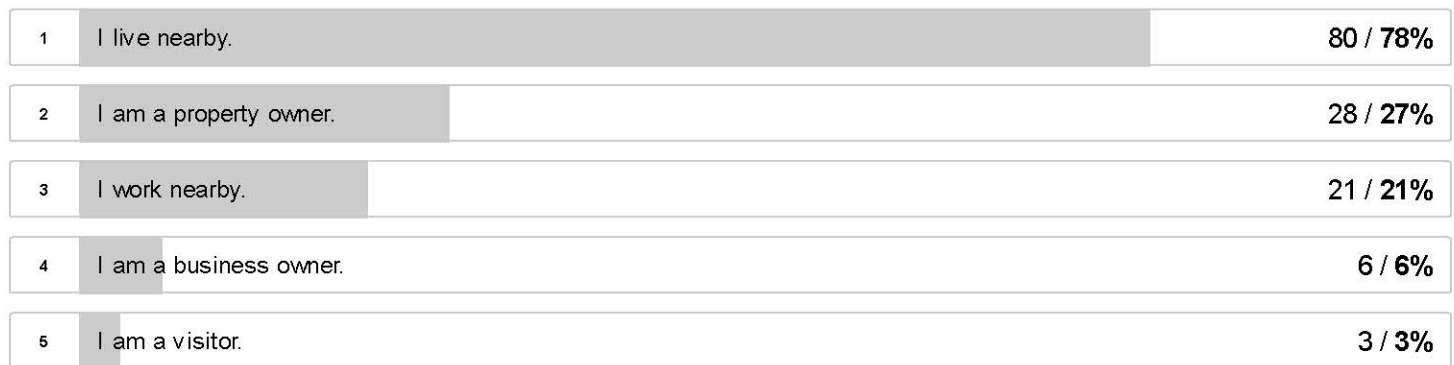 1 I live nearby. 80 / 78%
2 I am a property owner. 28 / 27%
3 I work nearby. 21 / 21%
4 I am a business owner. 6 / 6%
5 I am a visitor. 3 / 3%